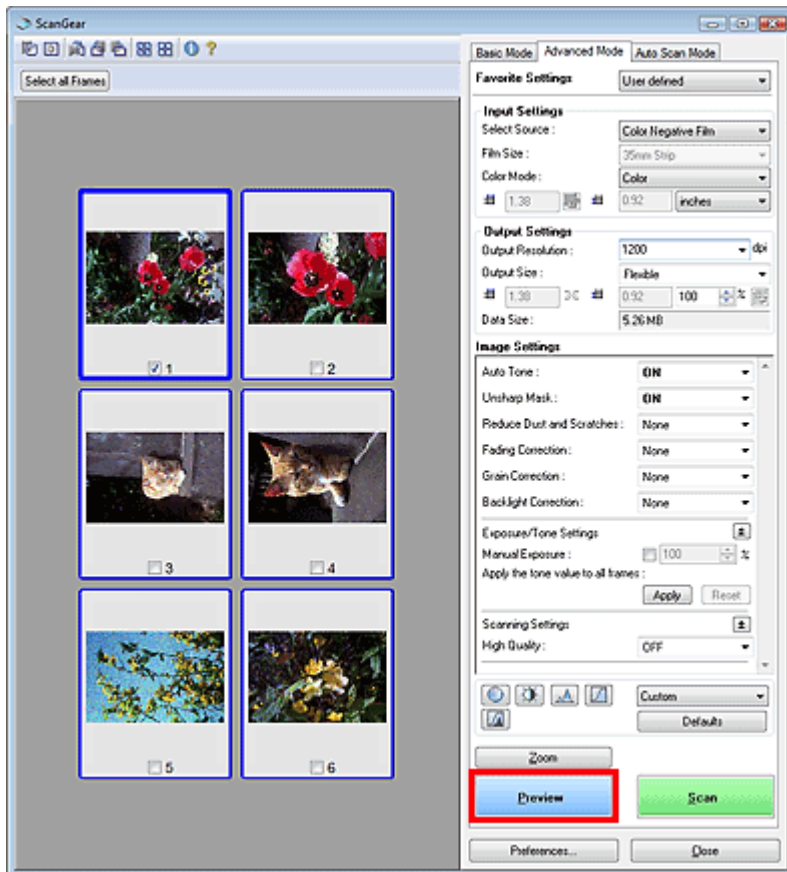 ScanGear
Select all Frames
Basic Mode Advanced Mode Auto Scan Mode
Favorite Settings User defined
Input Settings
Select Source : Color Negative Film
Film Size : 35mm Strip
Color Mode : Color
1.38 0.92 inches
Output Settings
Output Resolution : 1200 dpi
Output Size : Flexible
1.38 0.92 100 %
Data Size : 5.26 MB
Image Settings
Auto Tone : ON
Unsharp Mask : ON
Reduce Dust and Scratches : None
Fading Correction : None
Grain Correction : None
Backlight Correction : None
Exposure/Tone Settings
Manual Exposure : 100 %
Apply the tone value to all frames :
Apply Reset
Scanning Settings
High Quality : OFF
Custom
Defaults
Zoom
Preview Scan
Preferences... Close
1 2
3 4
5 6